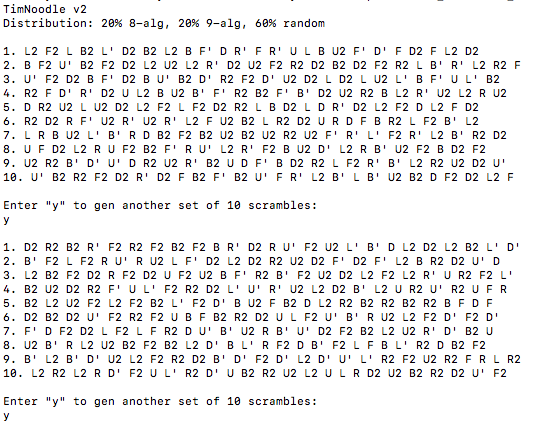 TimNoodle v2
Distribution: 20% 8-alg, 20% 9-alg, 60% random
1. L2 F2 L B2 L' D2 B2 L2 B F' D R' F R' U L B U2 F' D' F D2 F L2 D2
2. B F2 U' B2 F2 D2 L2 U2 L2 R' D2 U2 F2 R2 D2 B2 D2 F2 R2 L B' R' L2 R2 F
3. U' F2 D2 B F' D2 B U' B2 D' R2 F2 D' U2 D2 L D2 L U2 L' B F' U L' B2
4. R2 F D' R' D2 U L2 B U2 B' F' R2 B2 F' B' D2 U2 R2 B L2 R' U2 L2 R U2
5. D R2 U2 L U2 D2 L2 F2 L F2 D2 R2 L B D2 L D R' D2 L2 F2 D L2 F D2
6. R2 D2 R F' U2 R' U2 R' L2 F U2 B2 L R2 D2 U R D F B R2 L F2 B' L2
7. L R B U2 L' B' R D B2 F2 B2 U2 B2 U2 R2 U2 F' R' L' F2 R' L2 B' R2 D2
8. U F D2 L2 R U F2 B2 F' R U' L2 R' F2 B U2 D' L2 R B' U2 F2 B D2 F2
9. U2 R2 B' D' U' D R2 U2 R' B2 U D F' B D2 R2 L F2 R' B' L2 R2 U2 D2 U'
10. U' B2 R2 F2 D2 R' D2 F B2 F' B2 U' F R' L2 B' L B' U2 B2 D F2 D2 L2 F
Enter "y" to gen another set of 10 scrambles:
y
1. D2 R2 B2 R' F2 R2 F2 B2 F2 B R' D2 R U' F2 U2 L' B' D L2 D2 L2 B2 L' D'
2. B' F2 L F2 R U' R U2 L F' D2 L2 D2 R2 U2 D2 F' D2 F' L2 B R2 D2 U' D
3. L2 B2 F2 D2 R F2 D2 U F2 U2 B F' R2 B' F2 U2 D2 L2 F2 L2 R' U R2 F2 L'
4. B2 U2 D2 R2 F' U L' F2 R2 D2 L' U' R' U2 L2 D2 B' L2 U R2 U' R2 U F R
5. B2 L2 U2 F2 L2 F2 B2 L' F2 D' B U2 F B2 D L2 R2 B2 R2 B2 R2 B F D F
6. D2 B2 D2 U' F2 R2 F2 U B F B2 R2 D2 U L F2 U' B' R U2 L2 F2 D' F2 D'
7. F' D F2 D2 L F2 L F R2 D U' B' U2 R B' U' D2 F2 B2 L2 U2 R' D' B2 U
8. U2 B' R L2 U2 B2 F2 B2 L2 D' B L' R F2 D B' F2 L F B L' R2 D B2 F2
9. B' L2 B' D' U2 L2 F2 R2 D2 B' D' F2 D' L2 D' U' L' R2 F2 U2 R2 F R L R2
10. L2 R2 L2 R D' F2 U L' R2 D' U B2 R2 U2 L2 U L R D2 U2 B2 R2 D2 U' F2
Enter "y" to gen another set of 10 scrambles:
y